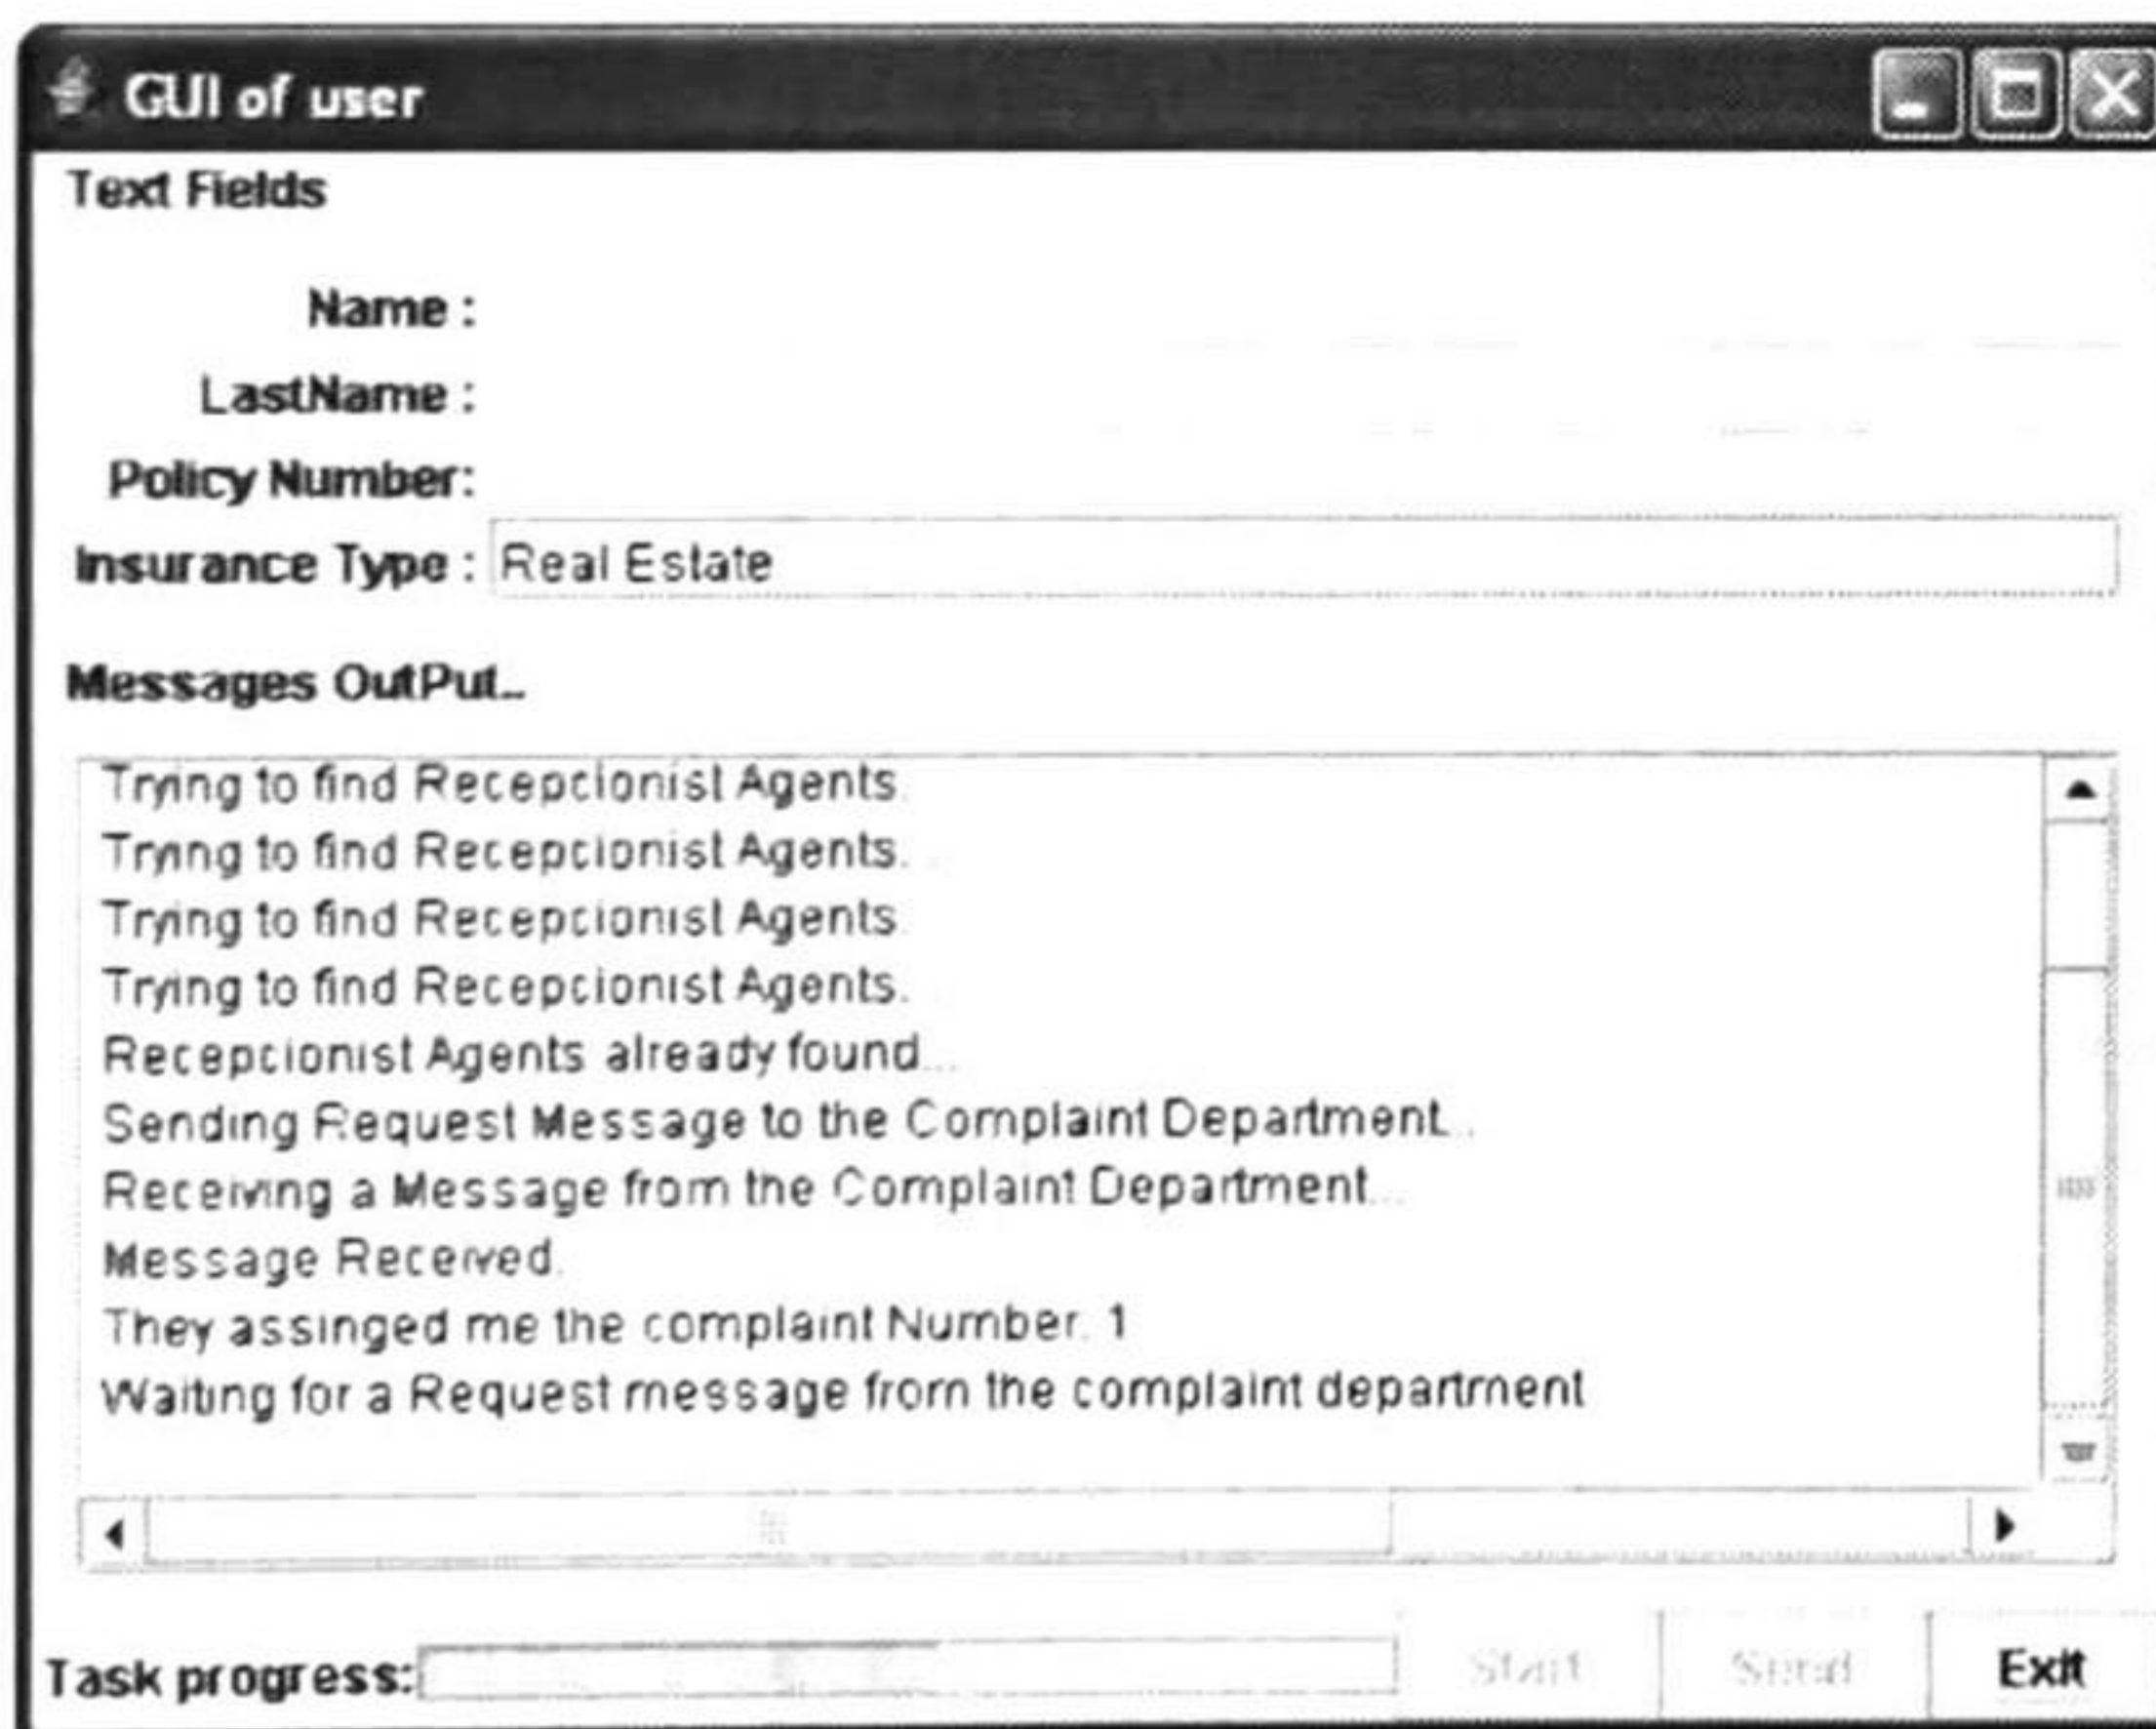 GUI of user
Text Fields
Name :
LastName :
Policy Number:
Insurance Type : Real Estate
Messages OutPut...
Trying to find Recepcionist Agents.
Trying to find Recepcionist Agents.
Trying to find Recepcionist Agents.
Trying to find Recepcionist Agents.
Recepcionist Agents already found...
Sending Request Message to the Complaint Department...
Receiving a Message from the Complaint Department...
Message Received.
They assinged me the complaint Number. 1
Waiting for a Request message from the complaint department
Task progress: Start Send Exit